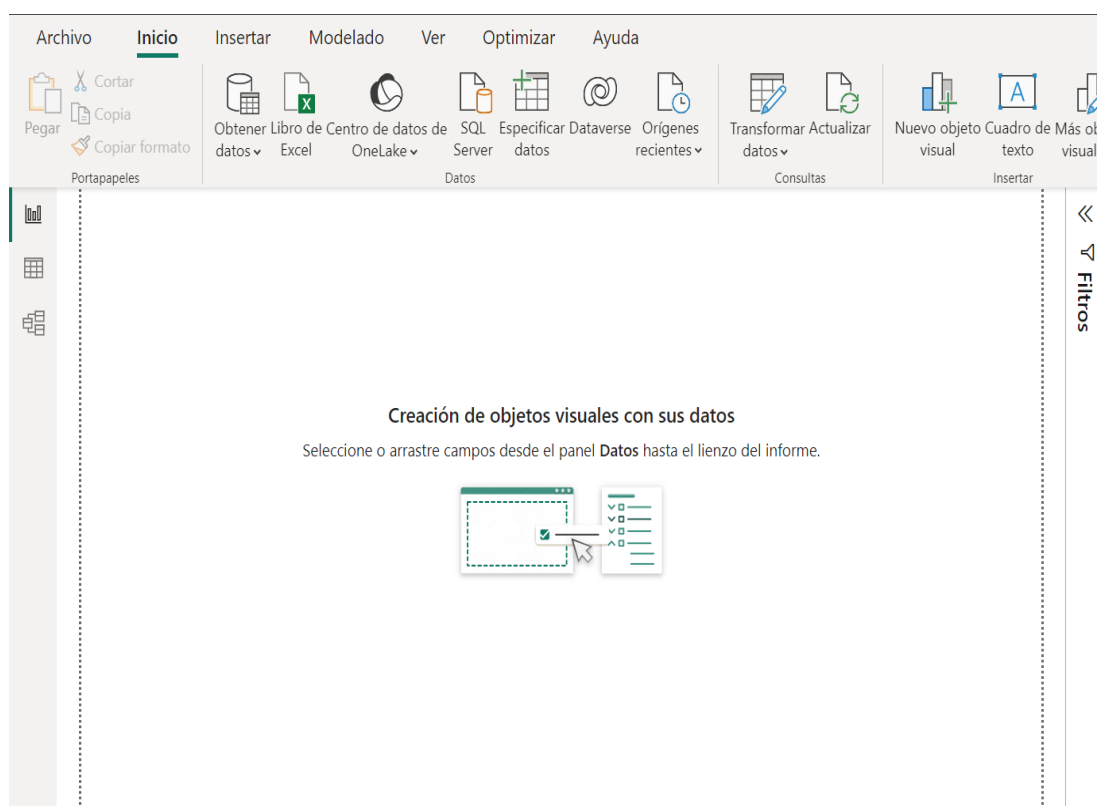 Archivo Inicio Insertar Modelado Ver Optimizar Ayuda
Pegar
Cortar
Copia
Copiar formato
Portapapeles
Obtener datos
Libro de Excel
Centro de datos de OneLake
SQL Server
Especificar datos
Dataverse
Orígenes recientes
Datos
Transformar datos
Actualizar
Consultas
Nuevo objeto visual
Cuadro de texto
Más ob
visual
Insertar
Filtros
Creación de objetos visuales con sus datos
Seleccione o arrastre campos desde el panel Datos hasta el lienzo del informe.